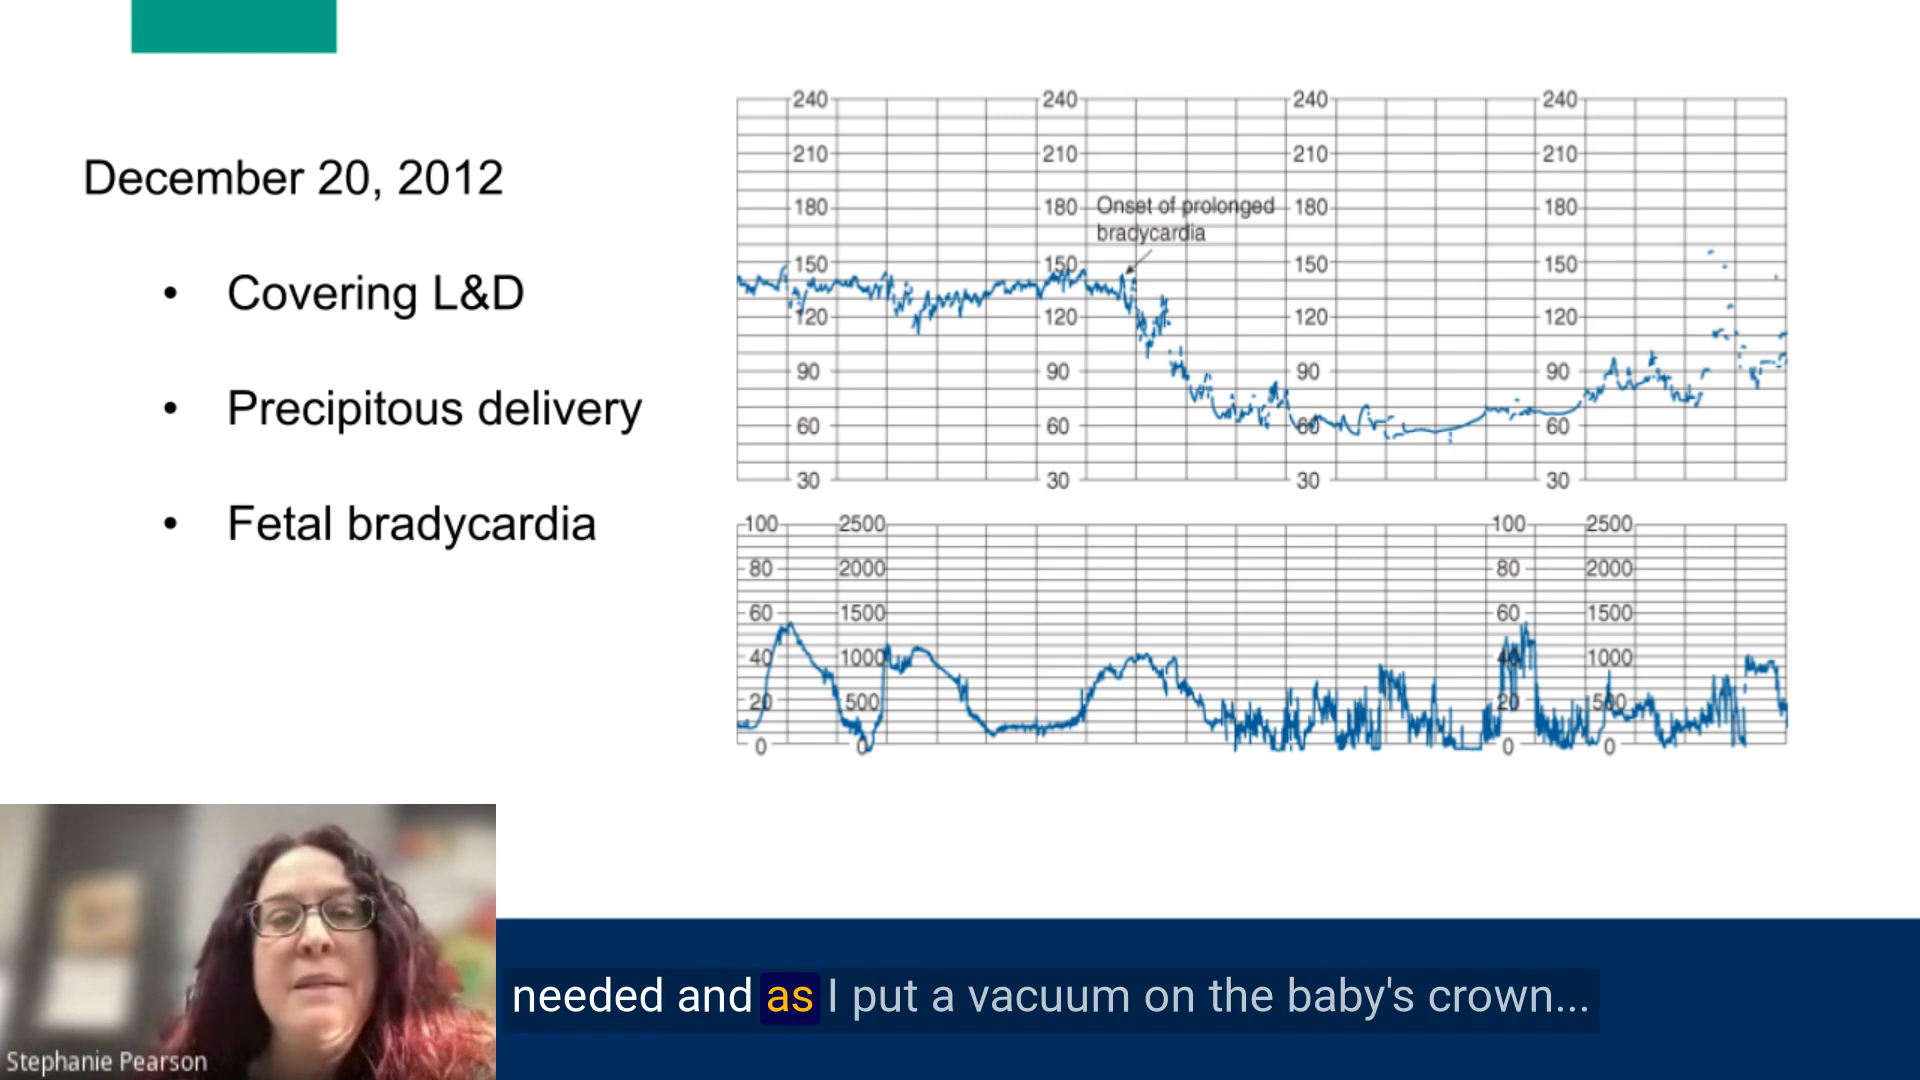 December 20, 2012
• Covering L&D
• Precipitous delivery
• Fetal bradycardia
240 240 240 240
210 210 210 210
180 180 180 180
Onset of prolonged
bradycardia
150 150 150 150
120 120 120 120
90 90 90 90
60 60 60 60
30 30 30 30
100 2500 100 2500
80 2000 80 2000
60 1500 60 1500
40 1000 40 1000
20 500 20 500
0 0 0 0
needed and as I put a vacuum on the baby's crown...
Stephanie Pearson